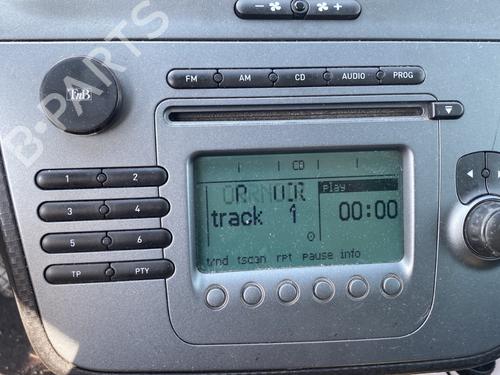 − +
FM AM CD AUDIO PROG
TnB
B-PARTS
1 2
3 4
5 6
TP PTY
CD
play
track 1 00:00
rnd tscan rpt Pause info